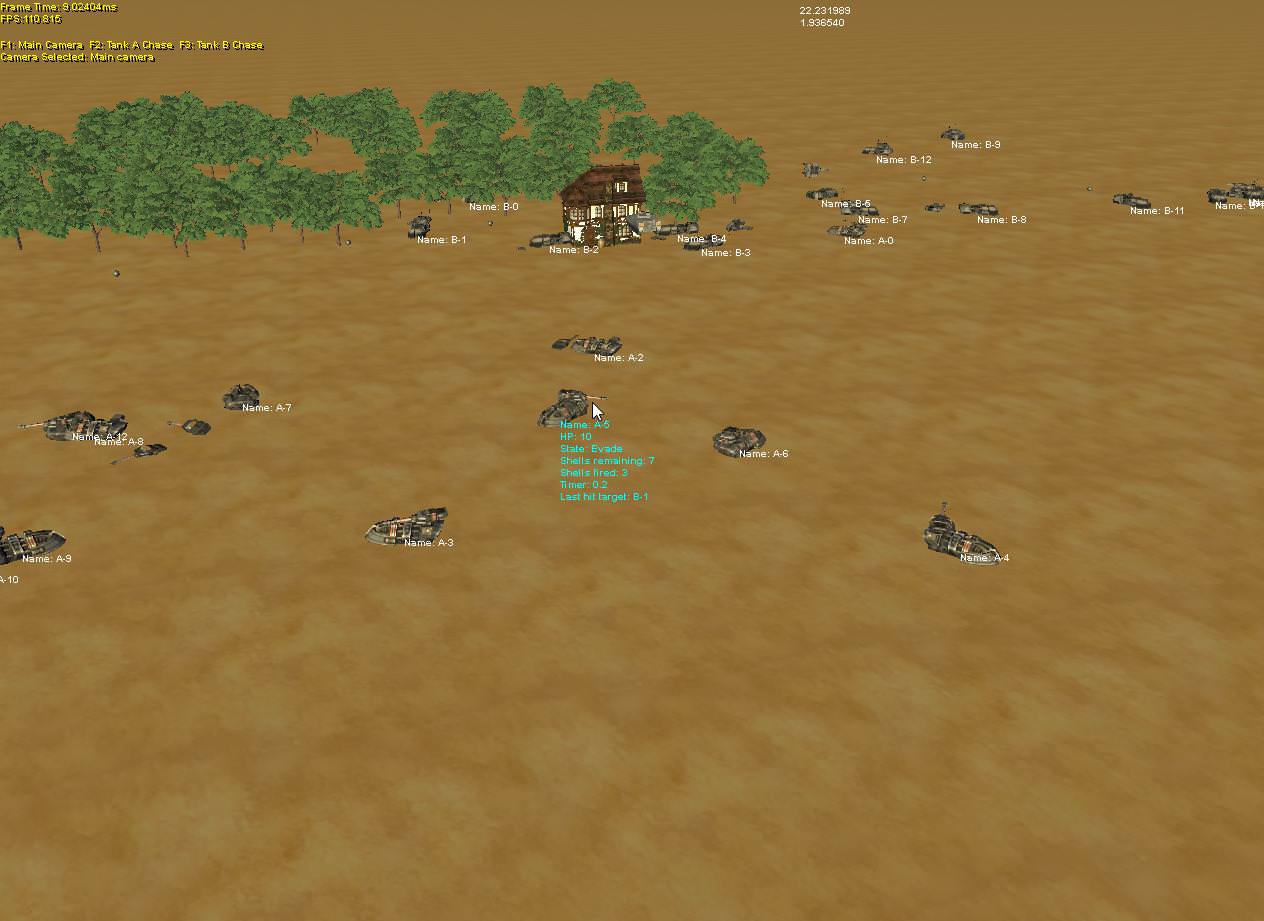 Frame Time: 9.02404ms
FPS:110.815
22.231989
1.936540
F1: Main Camera F2: Tank A Chase F3: Tank B Chase
Camera Selected: Main camera
Name: B-9
Name: B-12
Name: B-0
Name: B-6
Name: B-7
Name: B-8
Name: B-11
Name:
Name: B-1
Name: B-2
Name: B-4
Name: B-3
Name: A-0
Name: A-2
Name: A-7
Name: A-12
Name: A-8
Name: A-5
HP: 10
State: Evade
Shells remaining: 7
Shells fired: 3
Timer: 0.2
Last hit target: B-1
Name: A-6
Name: A-3
Name: A-4
Name: A-9
A-10